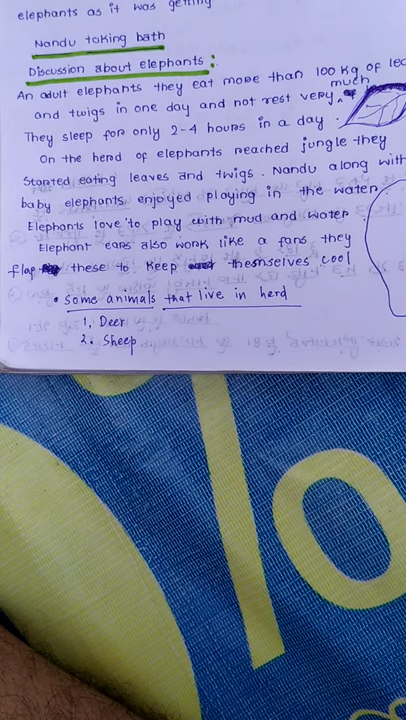 elephants as it was getting
Nandu taking bath
Discussion about elephants :
An adult elephants they eat more than 100 kg of lea
much
and twigs in one day and not rest very
They sleep for only 2-4 hours in a day .
On the herd of elephants reached jungle they
Started eating leaves and twigs . Nandu along with
baby elephants enjoyed playing in the water.
Elephants love to play with mud and water
Elephant ears also work like a fans they
flap these to keep themselves cool
• Some animals that live in herd
1. Deer
2. Sheep
%